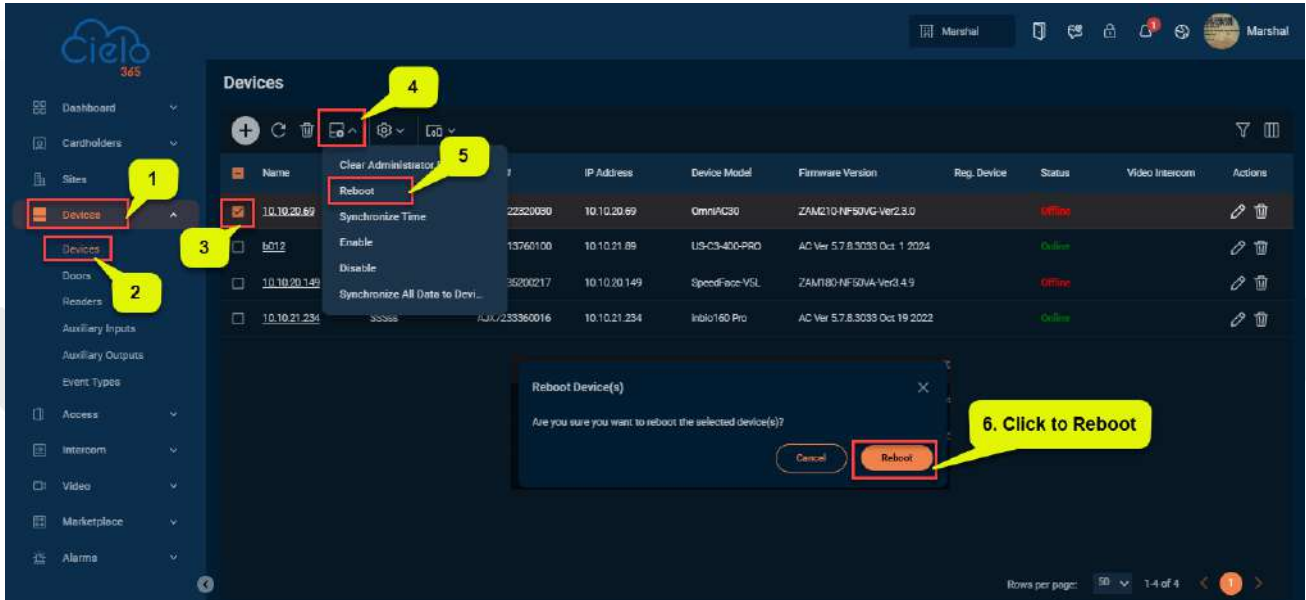 Cielo
365
Marshal
1
Marshal
Dashboard
Cardholders
Sites
Devices
Devices
Doors
Readers
Auxiliary Inputs
Auxiliary Outputs
Event Types
Access
Intercom
Video
Marketplace
Alarms
1
2
3
4
5
Devices
Clear Administrator
Reboot
Synchronize Time
Enable
Disable
Synchronize All Data to Devi...
Name IP Address Device Model Firmware Version Reg. Device Status Video Intercom Actions
10.10.20.69 22320030 10.10.20.69 OmniAC30 ZAM210-NF50VG-Ver2.3.0 Offline
b012 13760100 10.10.21.89 US-C3-400-PRO AC Ver 5.7.8.3033 Oct 1 2024 Online
10.10.20.149 35200217 10.10.20.149 SpeedFace-V5L ZAM180-NF50VA-Ver3.4.9 Offline
10.10.21.234 sssss AJX7233360016 10.10.21.234 Inbio160 Pro AC Ver 5.7.8.3033 Oct 19 2022 Online
Reboot Device(s)
Are you sure you want to reboot the selected device(s)?
Cancel Reboot
6. Click to Reboot
Rows per page: 50 1-4 of 4 1